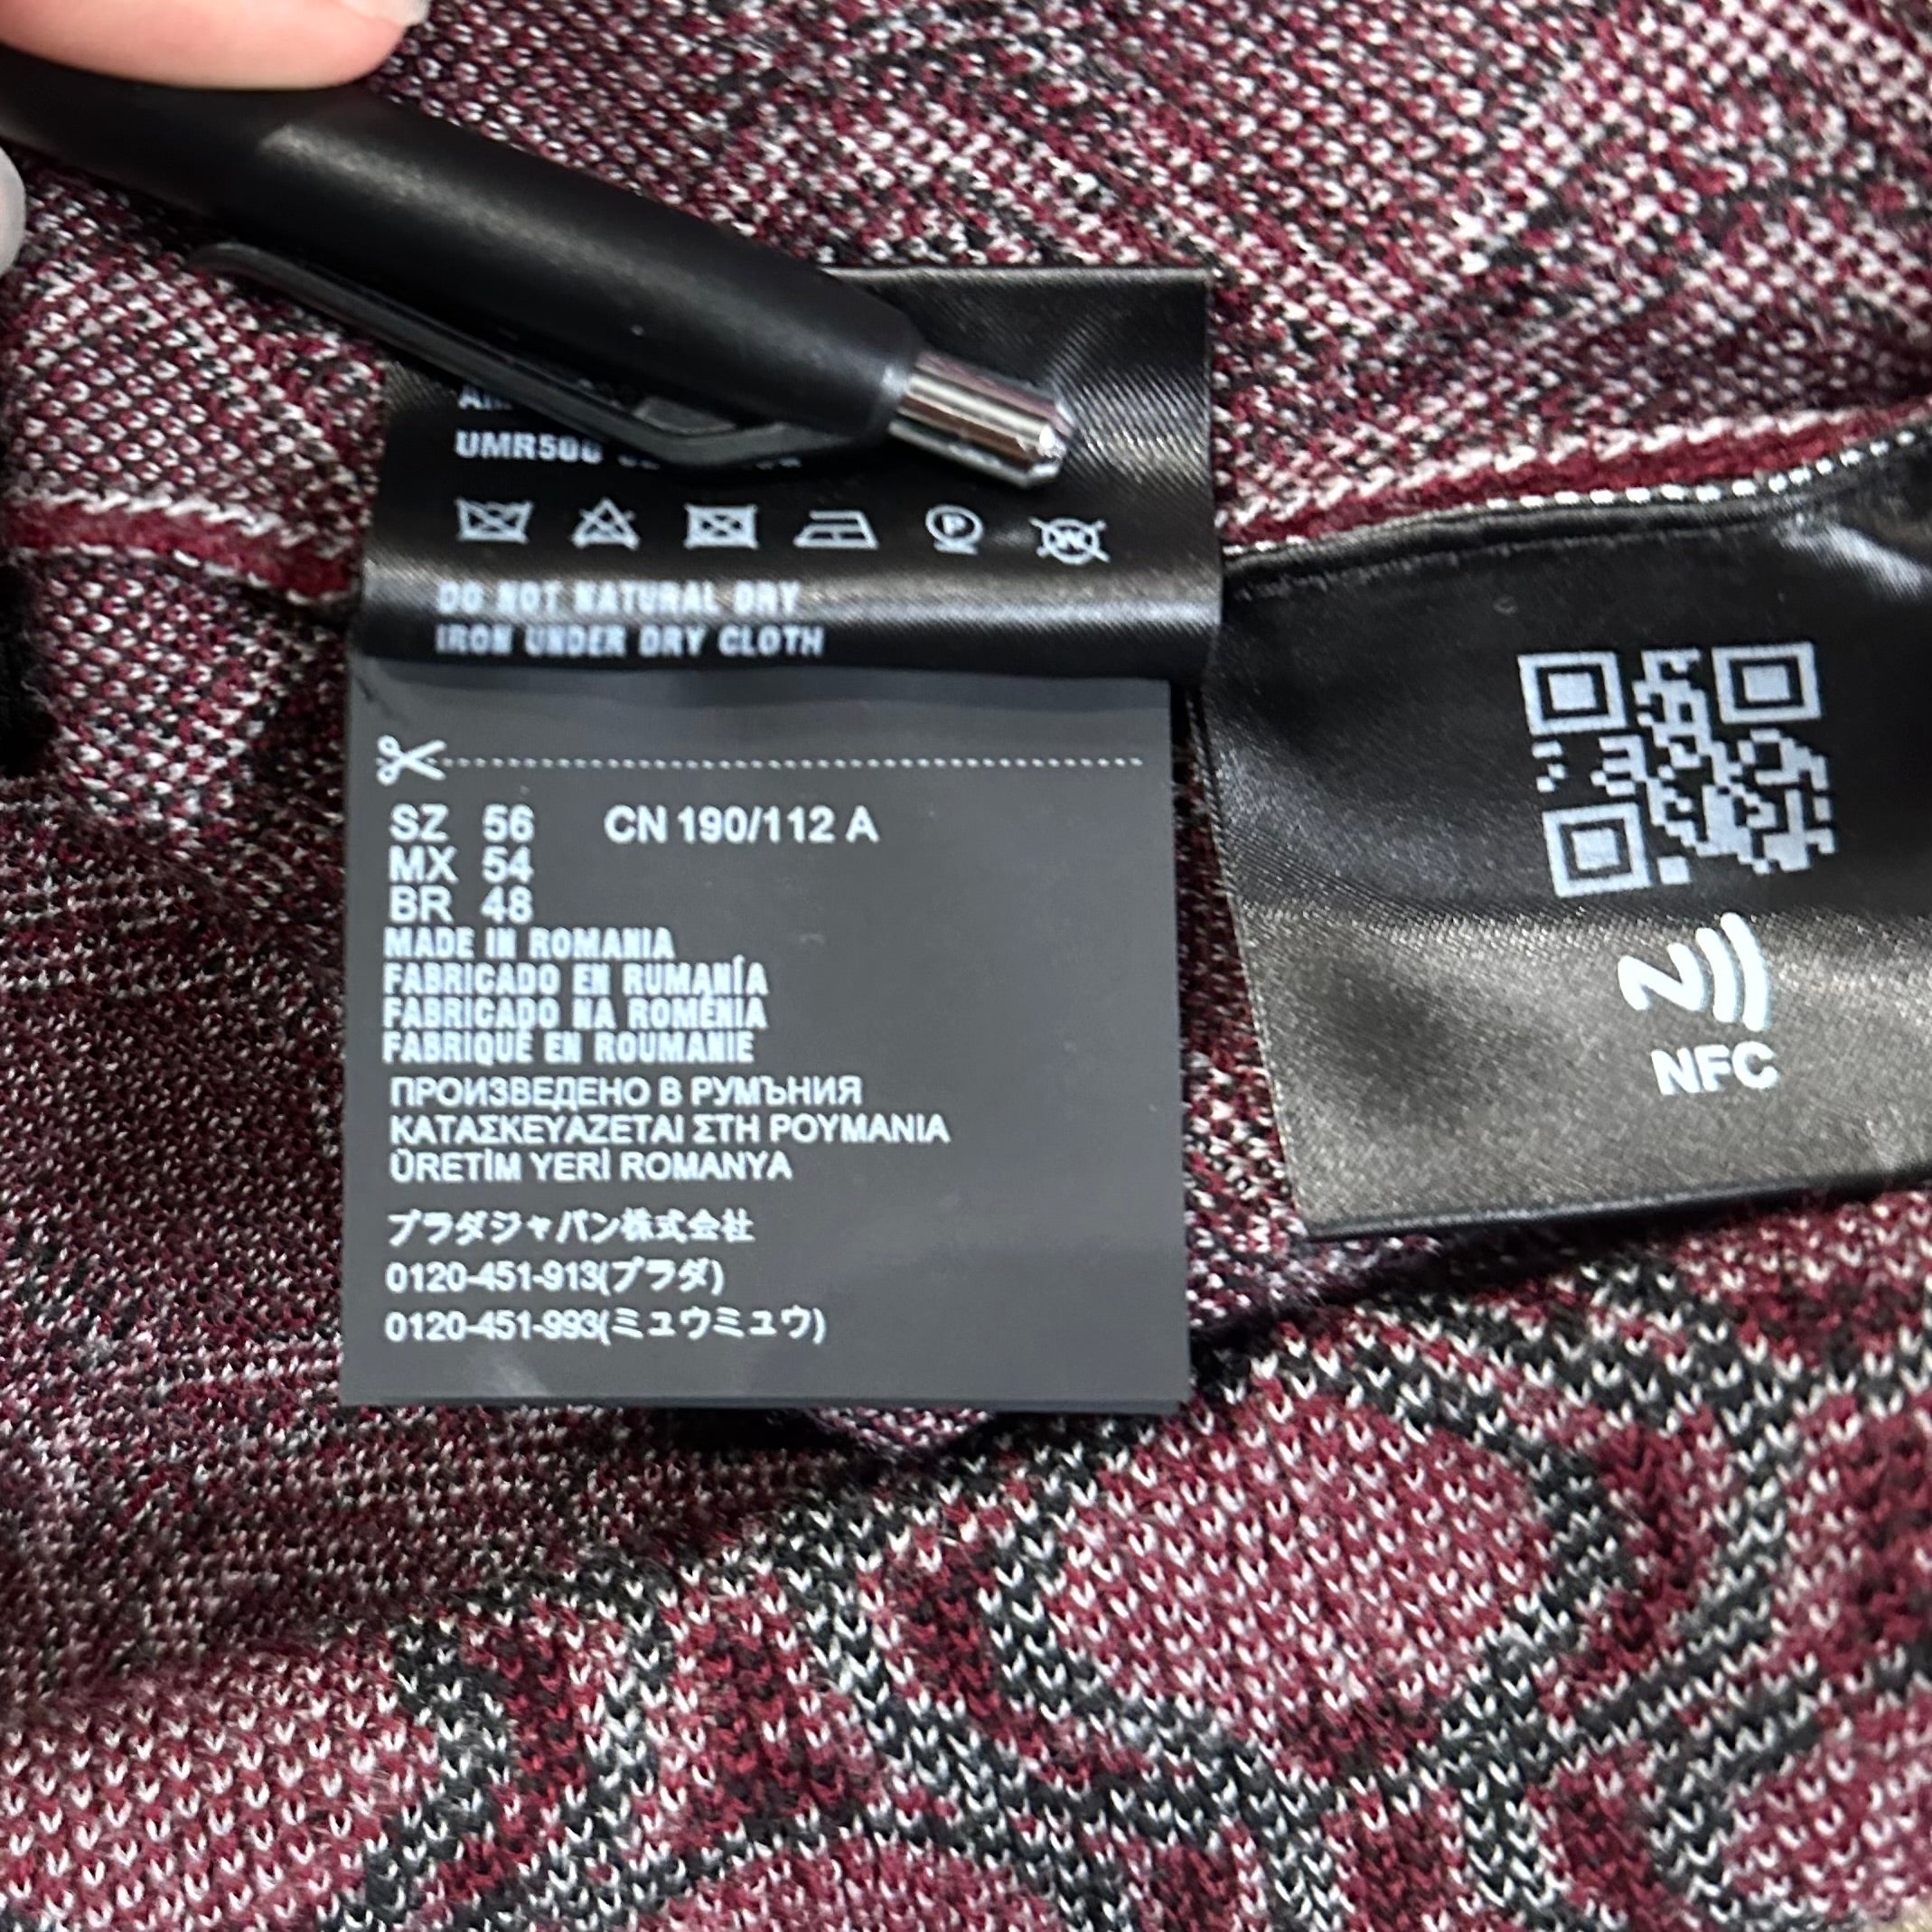 UMR500
DO NOT NATURAL DRY
IRON UNDER DRY CLOTH
SZ 56 CN 190/112 A
MX 54
BR 48
MADE IN ROMANIA
FABRICADO EN RUMANÍA
FABRICADO NA ROMÉNIA
FABRIQUÉ EN ROUMANIE
ПРОИЗВЕДЕНО В РУМЪНИЯ
ΚΑΤΑΣΚΕΥΑΖΕΤΑΙ ΣΤΗ ΡΟΥΜΑΝΙΑ
ÜRETİM YERİ ROMANYA
プラダジャパン株式会社
0120-451-913(プラダ)
0120-451-993(ミュウミュウ)
NFC